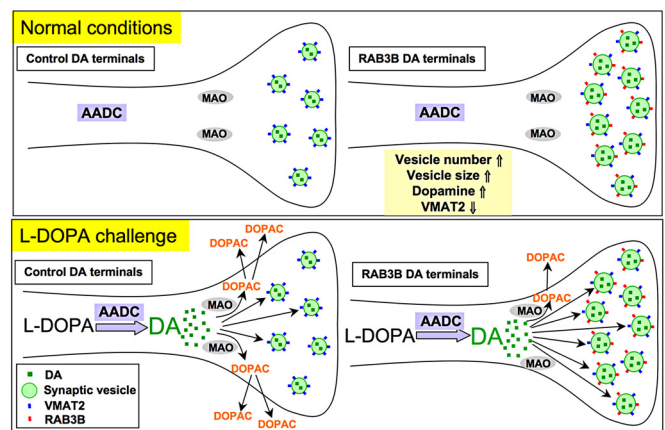 Normal conditions
Control DA terminals
MAO
AADC
MAO
RAB3B DA terminals
MAO
AADC
MAO
Vesicle number ⇑
Vesicle size ⇑
Dopamine ⇑
VMAT2 ⇓
L-DOPA challenge
Control DA terminals
DOPAC
DOPAC
DOPAC
MAO
AADC
L-DOPA
DA
MAO
DOPAC
DOPAC
DOPAC
RAB3B DA terminals
DOPAC
DOPAC
MAO
AADC
L-DOPA
DA
MAO
DA
Synaptic vesicle
VMAT2
RAB3B